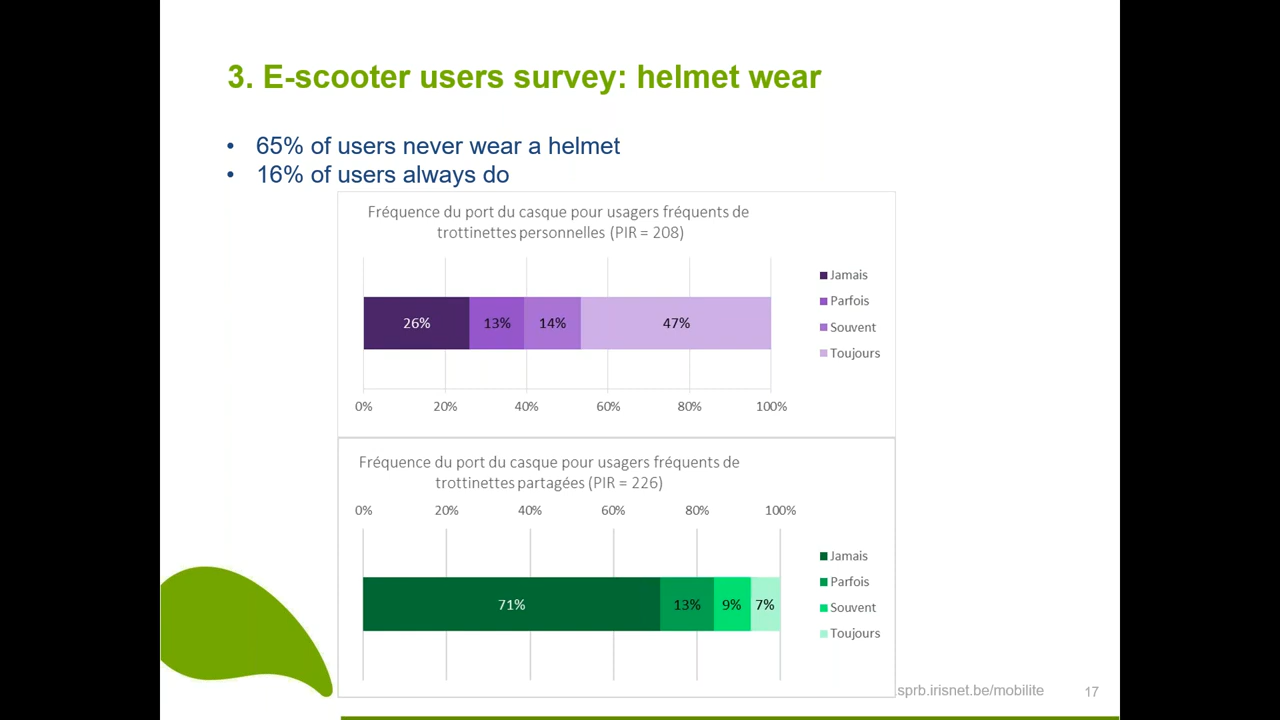 3. E-scooter users survey: helmet wear
• 65% of users never wear a helmet
• 16% of users always do
Fréquence du port du casque pour usagers fréquents de
trottinettes personnelles (PIR = 208)
Jamais
Parfois
Souvent
Toujours
26% 13% 14% 47%
0% 20% 40% 60% 80% 100%
Fréquence du port du casque pour usagers fréquents de
trottinettes partagées (PIR = 226)
0% 20% 40% 60% 80% 100%
Jamais
Parfois
Souvent
Toujours
71% 13% 9% 7%
sprb.irisnet.be/mobilite 17